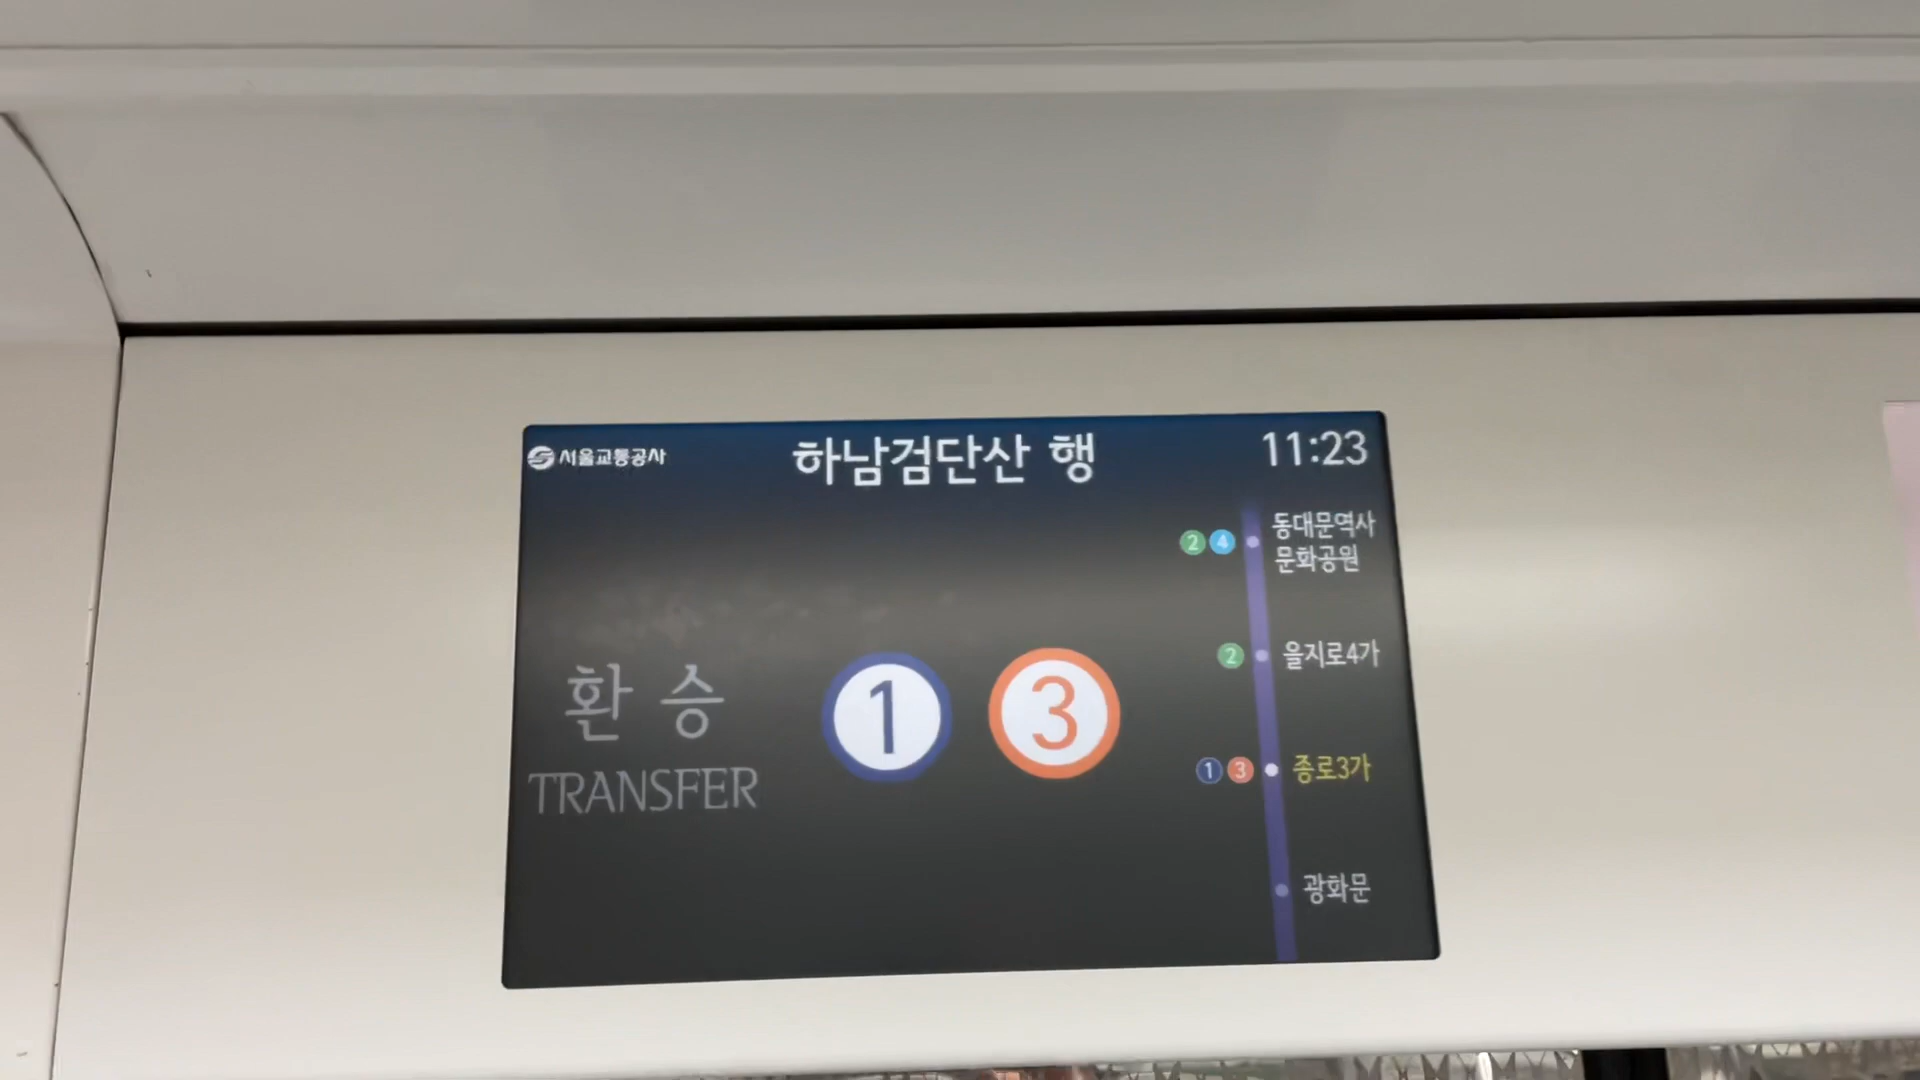 서울교통공사
하남검단산 행
11:23
2 4 동대문역사
문화공원
2 을지로4가
환 승
TRANSFER
1 3
1 3 종로3가
광화문